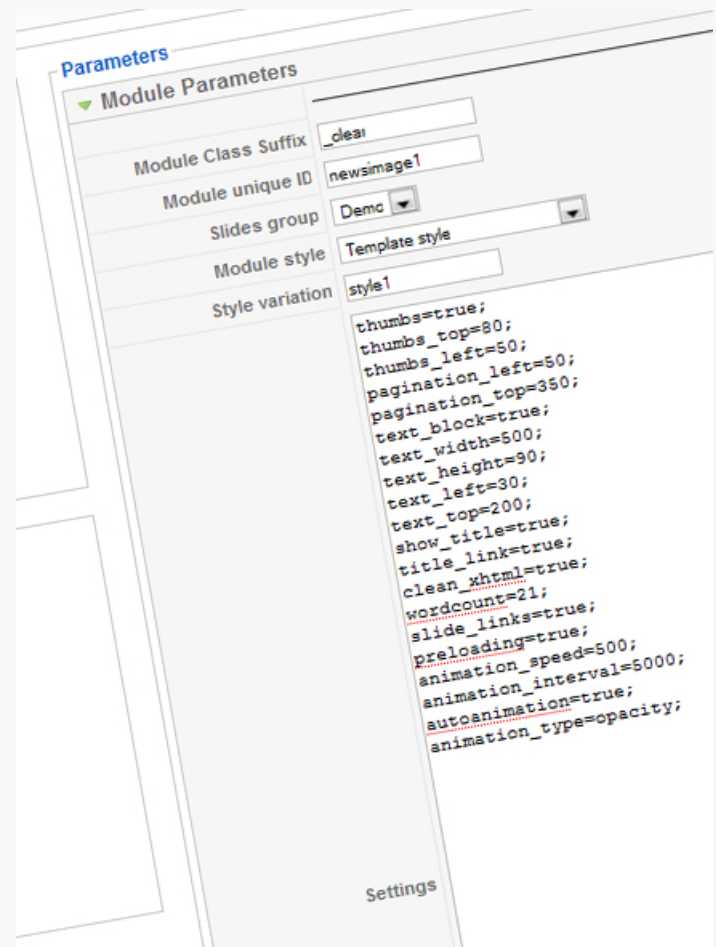 Parameters
Module Parameters
Module Class Suffix _clear
Module unique ID newsimage1
Slides group Demo
Module style Template style
Style variation style1
thumbs=true;
thumbs_top=80;
thumbs_left=50;
pagination_left=50;
pagination_top=350;
text_block=true;
text_width=500;
text_height=90;
text_left=30;
text_top=200;
show_title=true;
title_link=true;
clean_xhtml=true;
wordcount=21;
slide_links=true;
preloading=true;
animation_speed=500;
animation_interval=5000;
autoanimation=true;
animation_type=opacity;
Settings